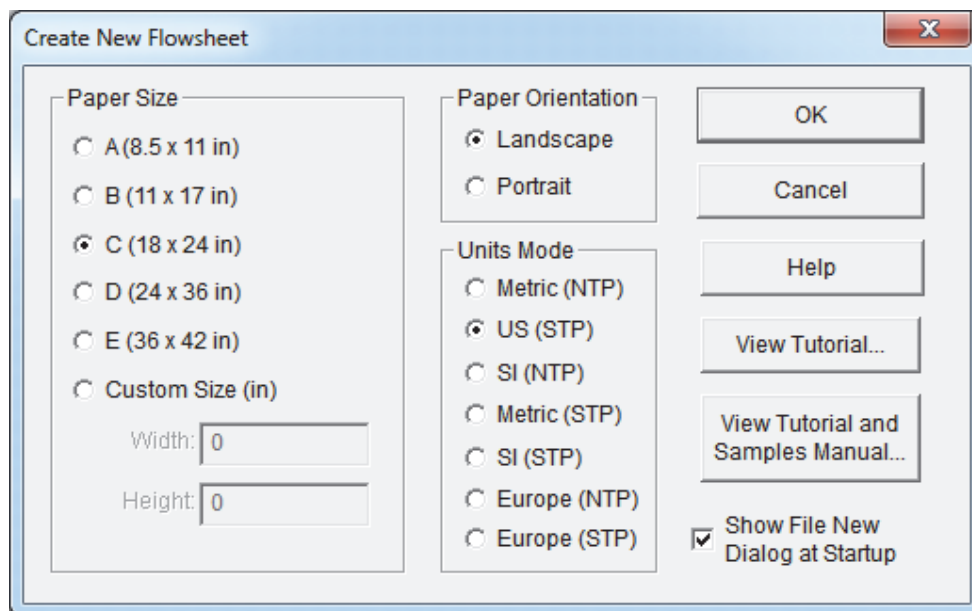 Create New Flowsheet
x
Paper Size
A (8.5 x 11 in)
B (11 x 17 in)
C (18 x 24 in)
D (24 x 36 in)
E (36 x 42 in)
Custom Size (in)
Width: 0
Height: 0
Paper Orientation
Landscape
Portrait
Units Mode
Metric (NTP)
US (STP)
SI (NTP)
Metric (STP)
SI (STP)
Europe (NTP)
Europe (STP)
OK
Cancel
Help
View Tutorial...
View Tutorial and
Samples Manual...
Show File New
Dialog at Startup